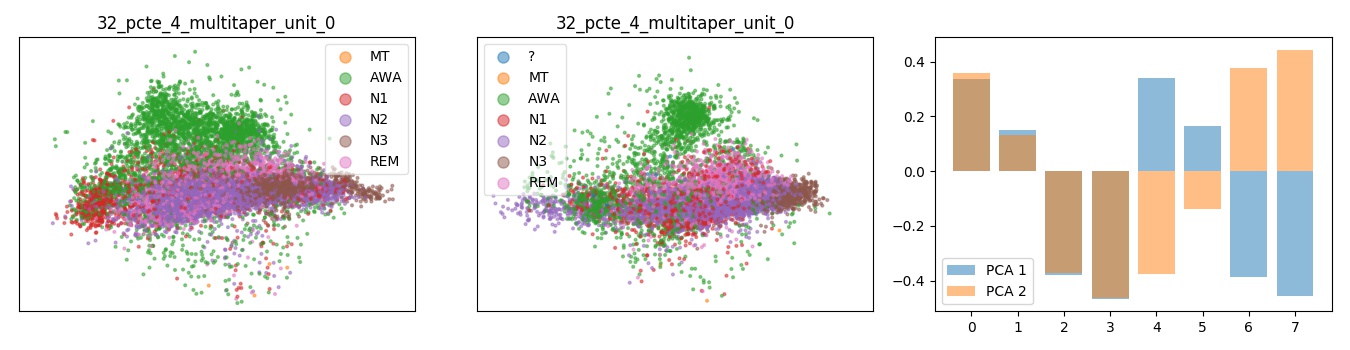 32_pcte_4_multitaper_unit_0
MT
AWA
N1
N2
N3
REM
32_pcte_4_multitaper_unit_0
?
MT
AWA
N1
N2
N3
REM
0.4
0.2
0.0
−0.2
−0.4
PCA 1
PCA 2
0 1 2 3 4 5 6 7